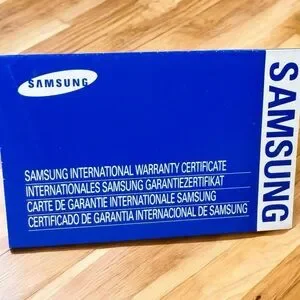 SAMSUNG
SAMSUNG INTERNATIONAL WARRANTY CERTIFICATE
INTERNATIONALES SAMSUNG GARANTIEZERTIFIKAT
CARTE DE GARANTIE INTERNATIONALE SAMSUNG
CERTIFICADO DE GARANTIA INTERNACIONAL DE SAMSUNG
SAMSUNG